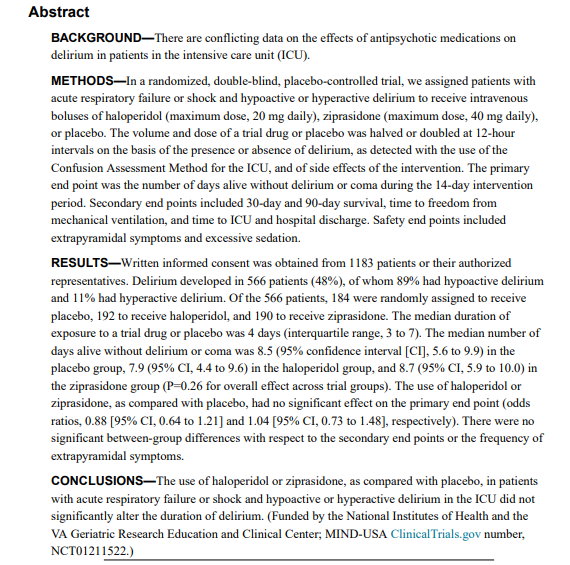 Abstract
BACKGROUND—There are conflicting data on the effects of antipsychotic medications on
delirium in patients in the intensive care unit (ICU).
METHODS—In a randomized, double-blind, placebo-controlled trial, we assigned patients with
acute respiratory failure or shock and hypoactive or hyperactive delirium to receive intravenous
boluses of haloperidol (maximum dose, 20 mg daily), ziprasidone (maximum dose, 40 mg daily),
or placebo. The volume and dose of a trial drug or placebo was halved or doubled at 12-hour
intervals on the basis of the presence or absence of delirium, as detected with the use of the
Confusion Assessment Method for the ICU, and of side effects of the intervention. The primary
end point was the number of days alive without delirium or coma during the 14-day intervention
period. Secondary end points included 30-day and 90-day survival, time to freedom from
mechanical ventilation, and time to ICU and hospital discharge. Safety end points included
extrapyramidal symptoms and excessive sedation.
RESULTS—Written informed consent was obtained from 1183 patients or their authorized
representatives. Delirium developed in 566 patients (48%), of whom 89% had hypoactive delirium
and 11% had hyperactive delirium. Of the 566 patients, 184 were randomly assigned to receive
placebo, 192 to receive haloperidol, and 190 to receive ziprasidone. The median duration of
exposure to a trial drug or placebo was 4 days (interquartile range, 3 to 7). The median number of
days alive without delirium or coma was 8.5 (95% confidence interval [CI], 5.6 to 9.9) in the
placebo group, 7.9 (95% CI, 4.4 to 9.6) in the haloperidol group, and 8.7 (95% CI, 5.9 to 10.0) in
the ziprasidone group (P=0.26 for overall effect across trial groups). The use of haloperidol or
ziprasidone, as compared with placebo, had no significant effect on the primary end point (odds
ratios, 0.88 [95% CI, 0.64 to 1.21] and 1.04 [95% CI, 0.73 to 1.48], respectively). There were no
significant between-group differences with respect to the secondary end points or the frequency of
extrapyramidal symptoms.
CONCLUSIONS—The use of haloperidol or ziprasidone, as compared with placebo, in patients
with acute respiratory failure or shock and hypoactive or hyperactive delirium in the ICU did not
significantly alter the duration of delirium. (Funded by the National Institutes of Health and the
VA Geriatric Research Education and Clinical Center; MIND-USA ClinicalTrials.gov number,
NCT01211522.)